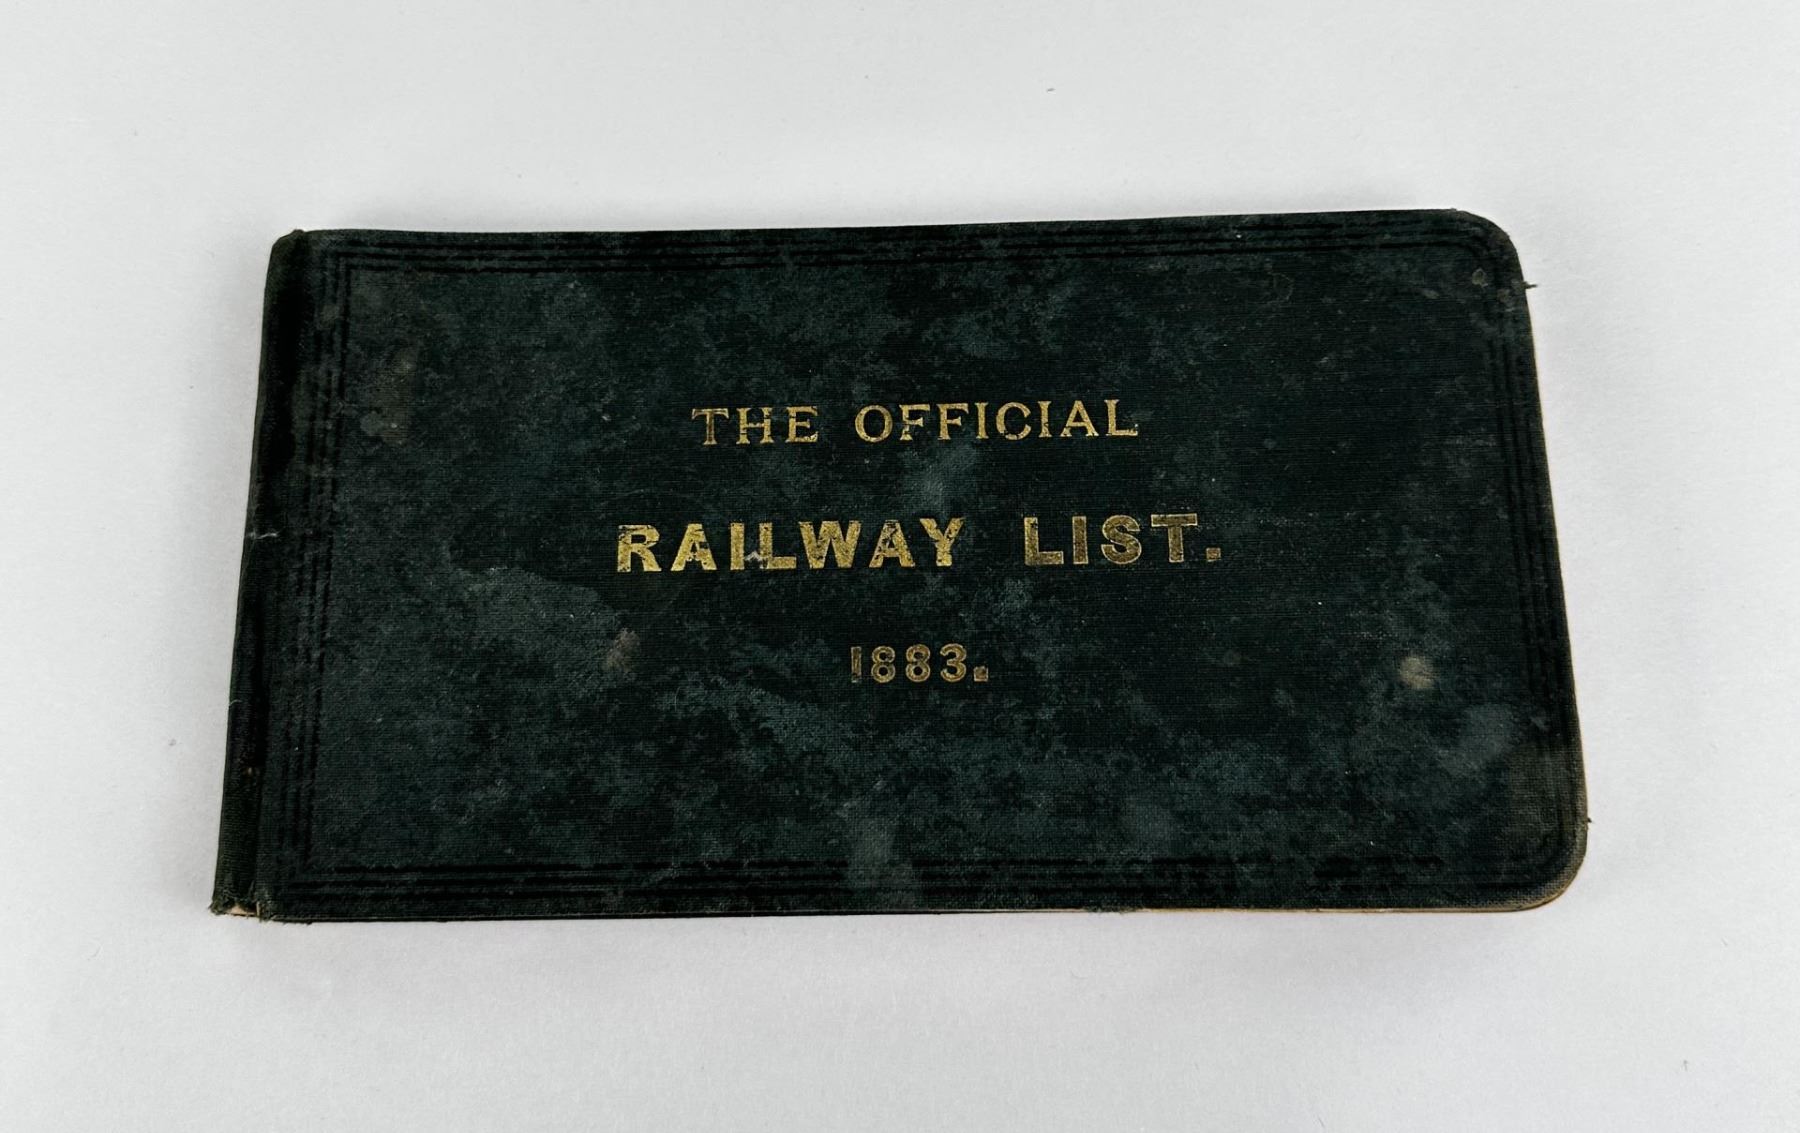 THE OFFICIAL
RAILWAY LIST.
1883.